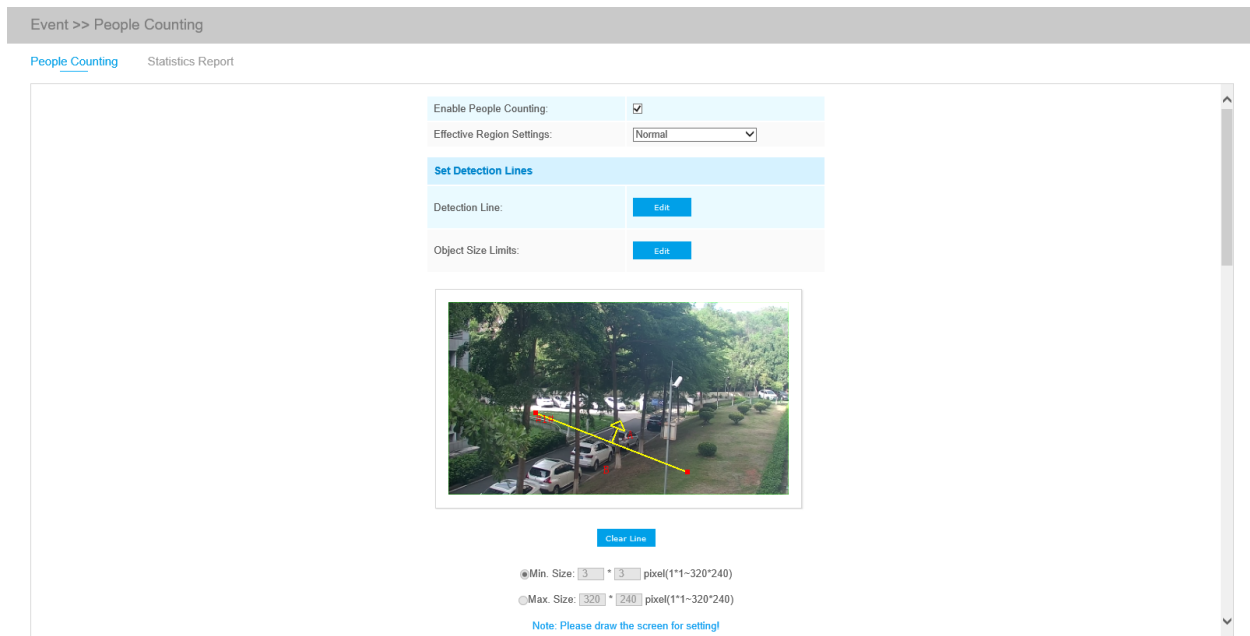 Event >> People Counting
People Counting Statistics Report
Enable People Counting:
Effective Region Settings: Normal
Set Detection Lines
Detection Line: Edit
Object Size Limits: Edit
Clear Line
Min. Size: 3 * 3 pixel(1*1~320*240)
Max. Size: 320 * 240 pixel(1*1~320*240)
Note: Please draw the screen for setting!